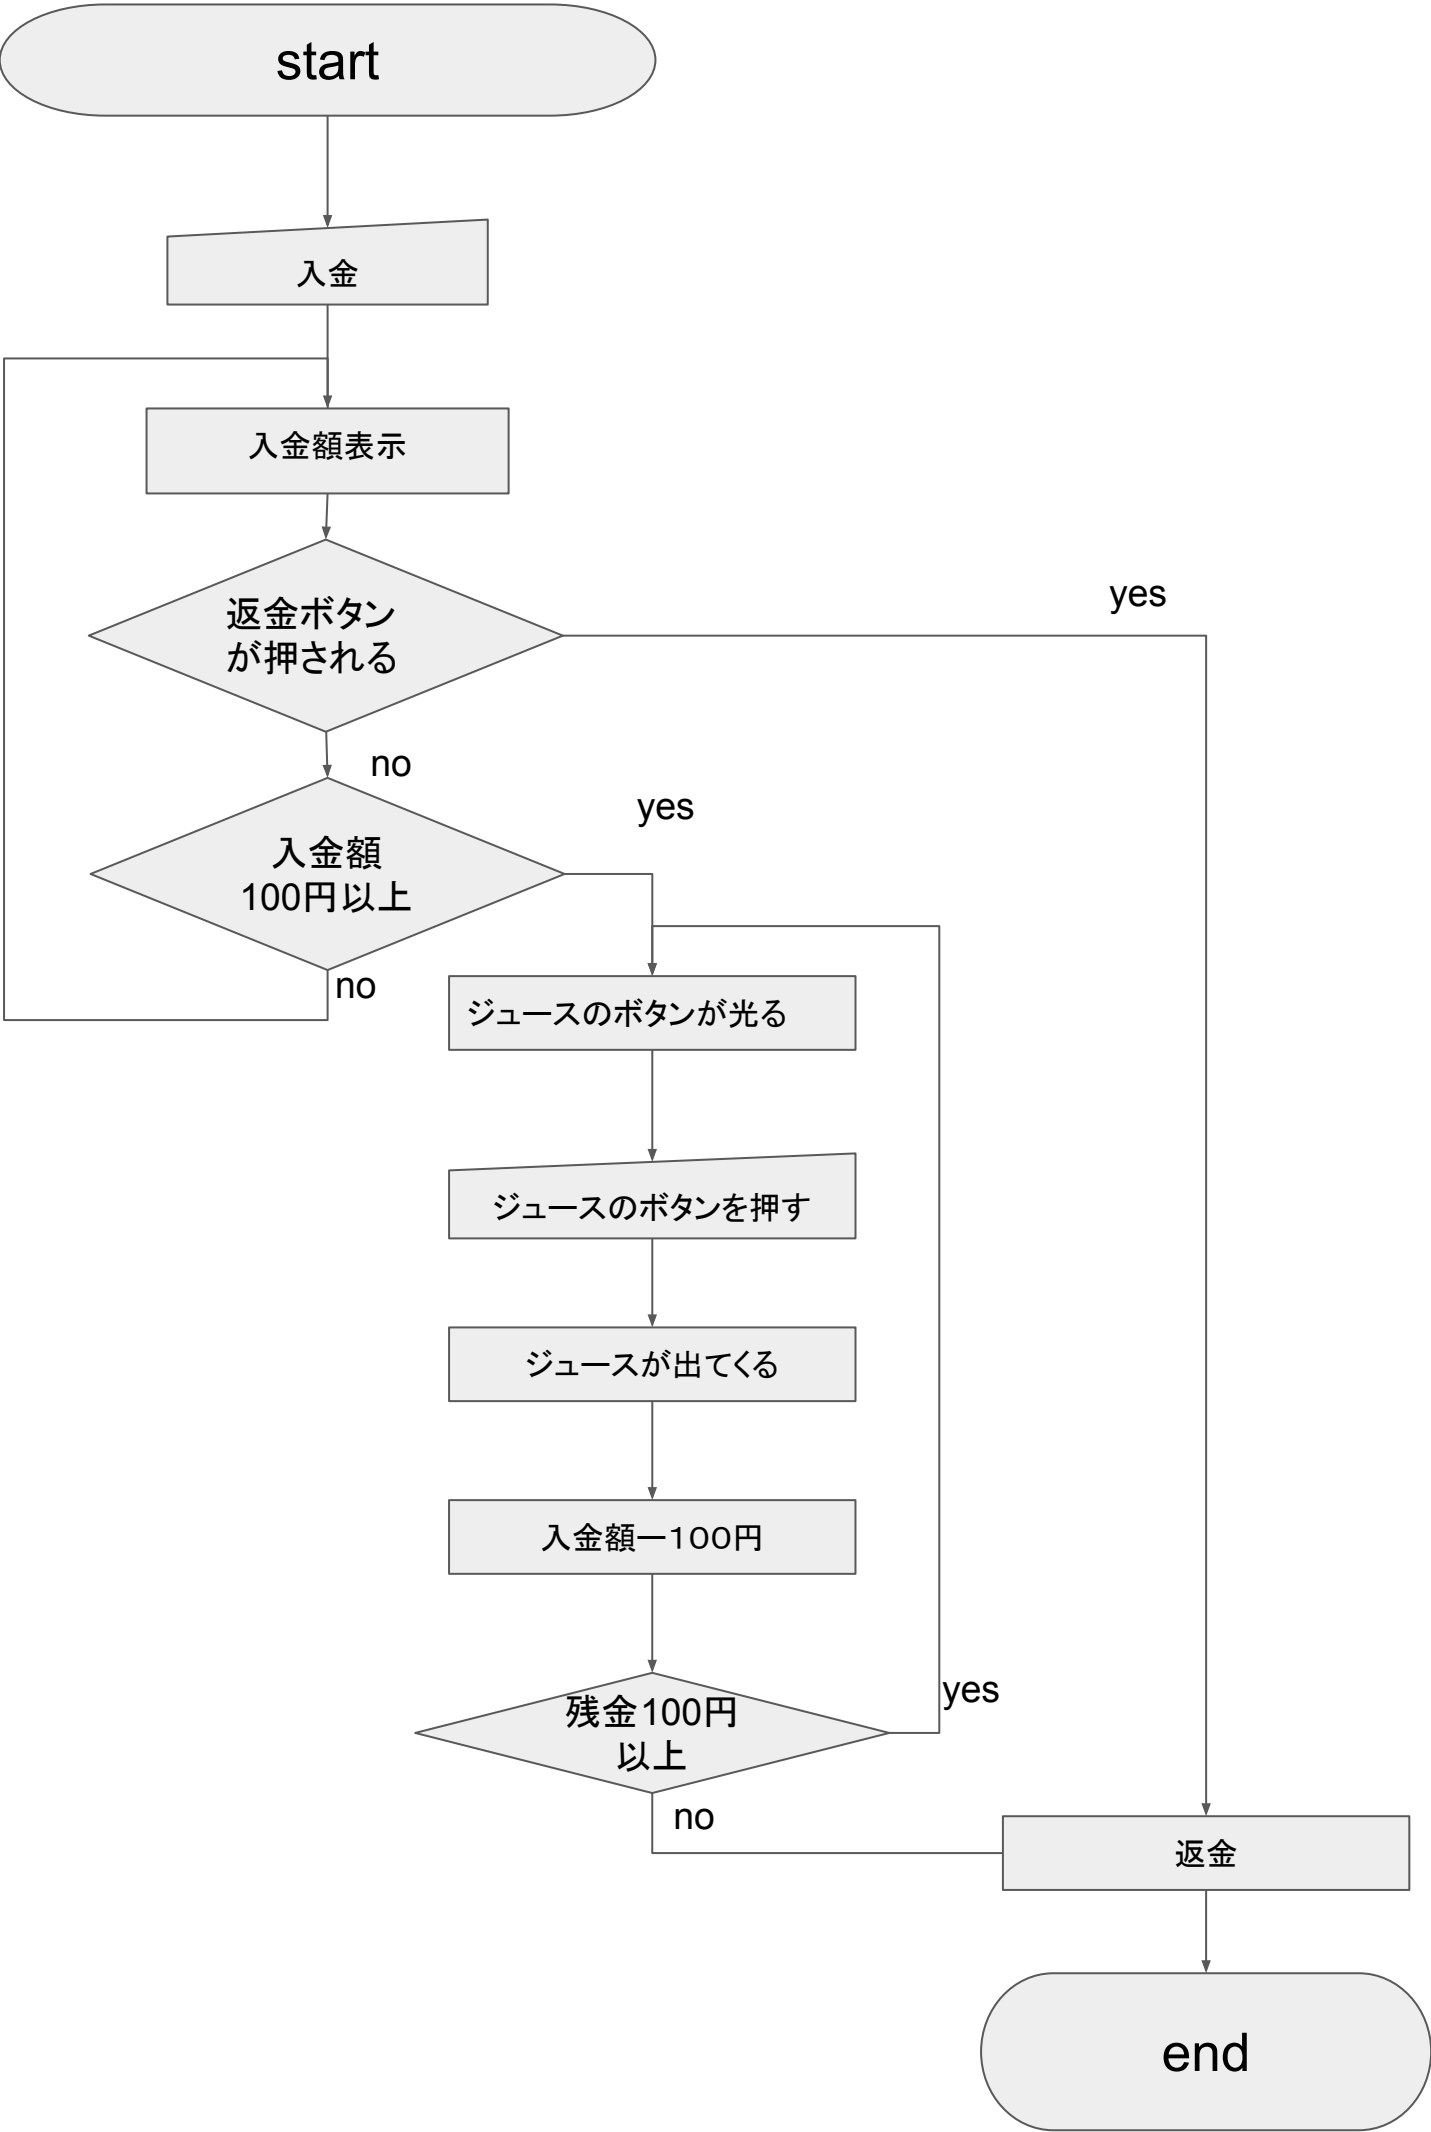 start
入金
入金額表示
返金ボタン
が押される
yes
no
入金額
100円以上
yes
no
ジュースのボタンが光る
ジュースのボタンを押す
ジュースが出てくる
入金額ー１００円
残金100円
以上
yes
no
返金
end